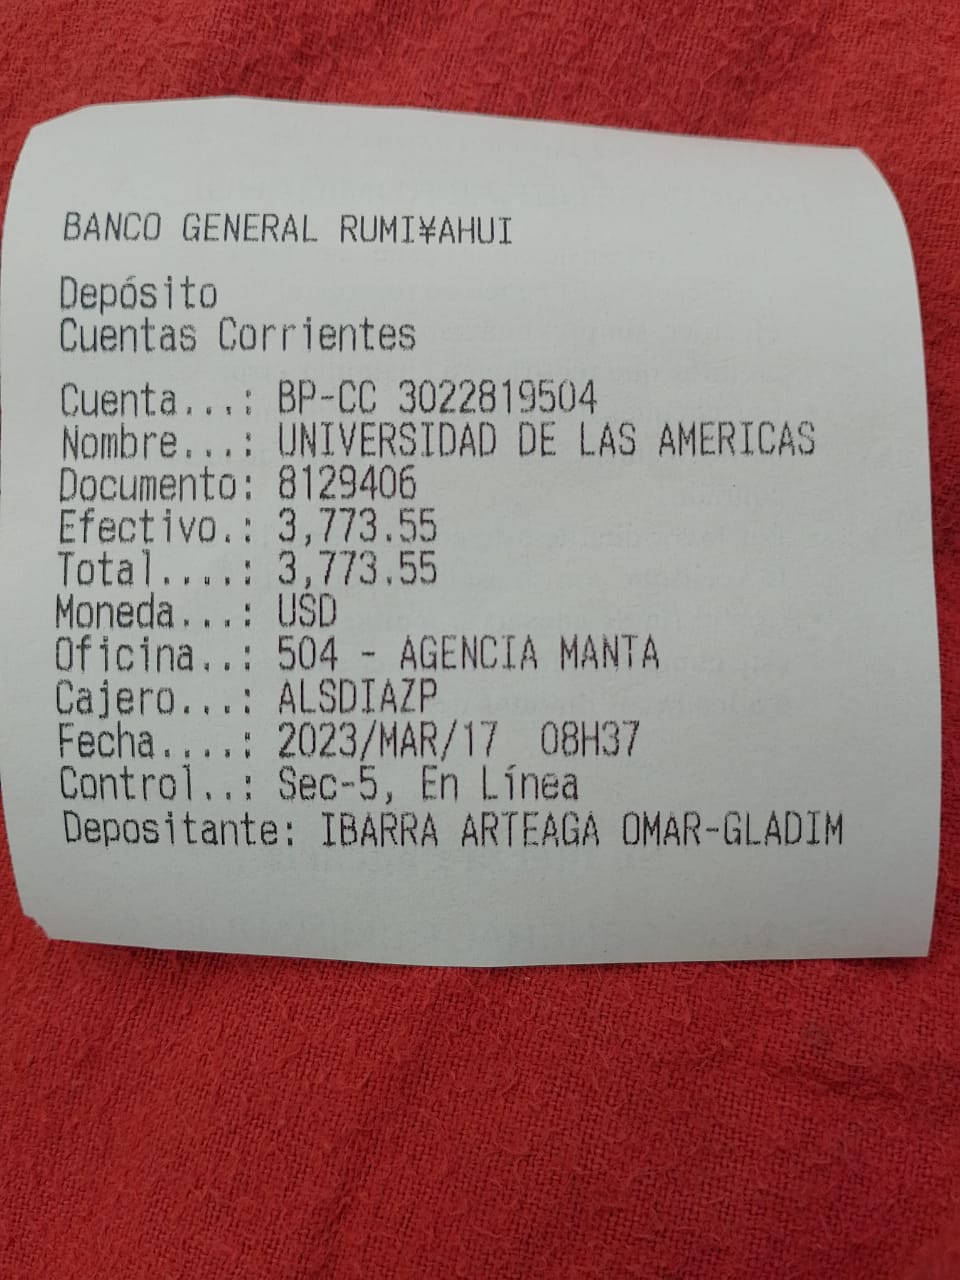 BANCO GENERAL RUMI¥AHUI
Depósito
Cuentas Corrientes
Cuenta...: BP-CC 3022819504
Nombre...: UNIVERSIDAD DE LAS AMERICAS
Documento: 8129406
Efectivo.: 3,773.55
Total....: 3,773.55
Moneda...: USD
Oficina..: 504 - AGENCIA MANTA
Cajero...: ALSDIAZP
Fecha....: 2023/MAR/17  08H37
Control..: Sec-5, En Línea
Depositante: IBARRA ARTEAGA OMAR-GLADIM